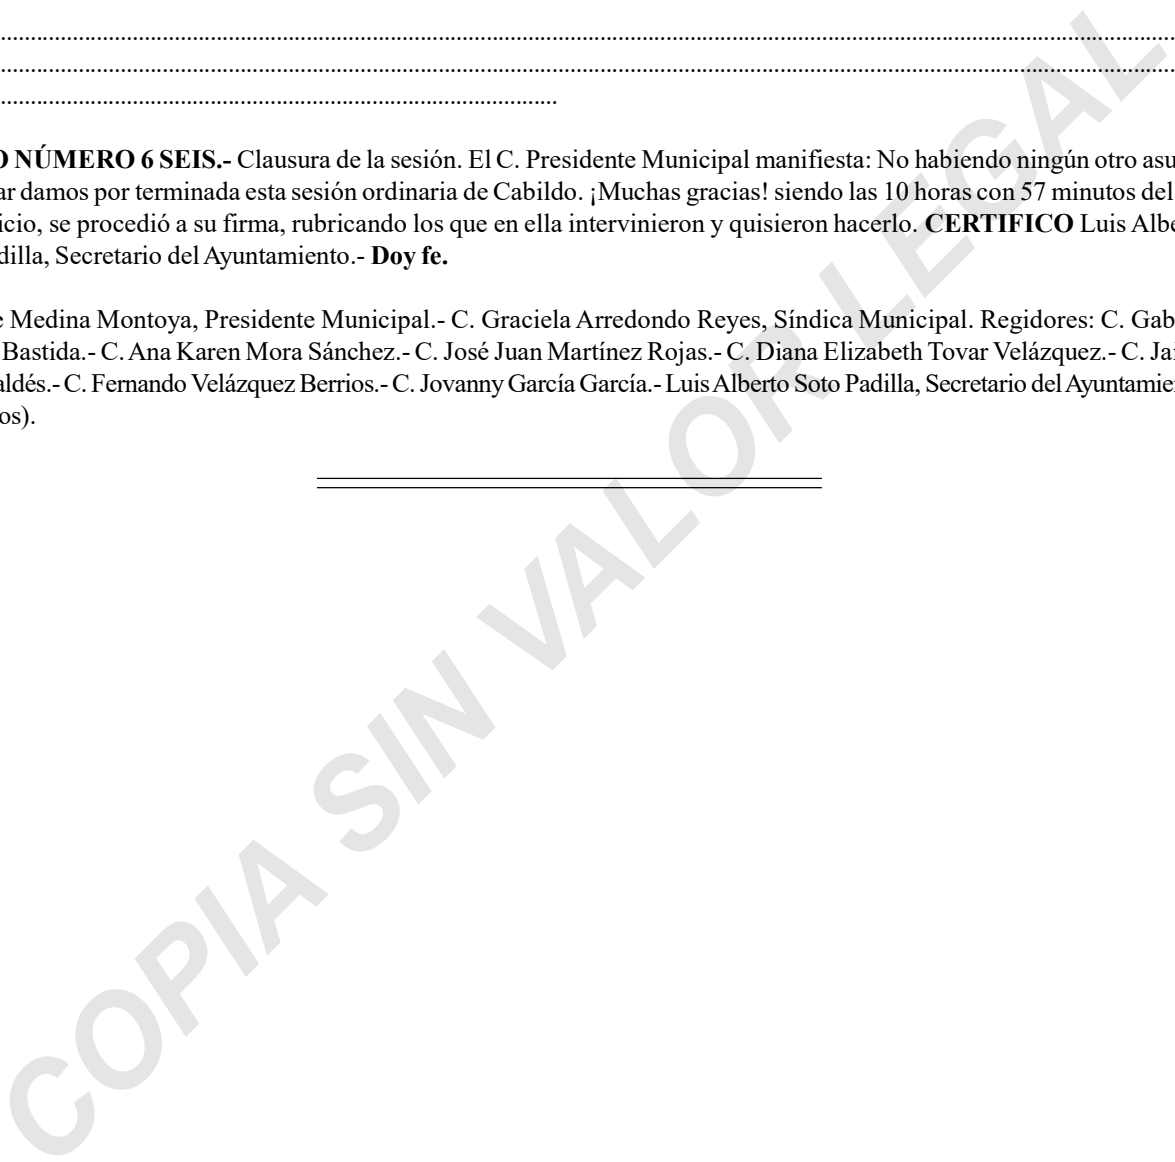 O NÚMERO 6 SEIS.- Clausura de la sesión. El C. Presidente Municipal manifiesta: No habiendo ningún otro asu
ar damos por terminada esta sesión ordinaria de Cabildo. ¡Muchas gracias! siendo las 10 horas con 57 minutos del
icio, se procedió a su firma, rubricando los que en ella intervinieron y quisieron hacerlo. CERTIFICO Luis Albe
dilla, Secretario del Ayuntamiento.- Doy fe.
e Medina Montoya, Presidente Municipal.- C. Graciela Arredondo Reyes, Síndica Municipal. Regidores: C. Gab
Bastida.- C. Ana Karen Mora Sánchez.- C. José Juan Martínez Rojas.- C. Diana Elizabeth Tovar Velázquez.- C. Jai
aldés.- C. Fernando Velázquez Berrios.- C. Jovanny García García.- Luis Alberto Soto Padilla, Secretario del Ayuntamie
os).
COPIA SIN VALOR LEGAL